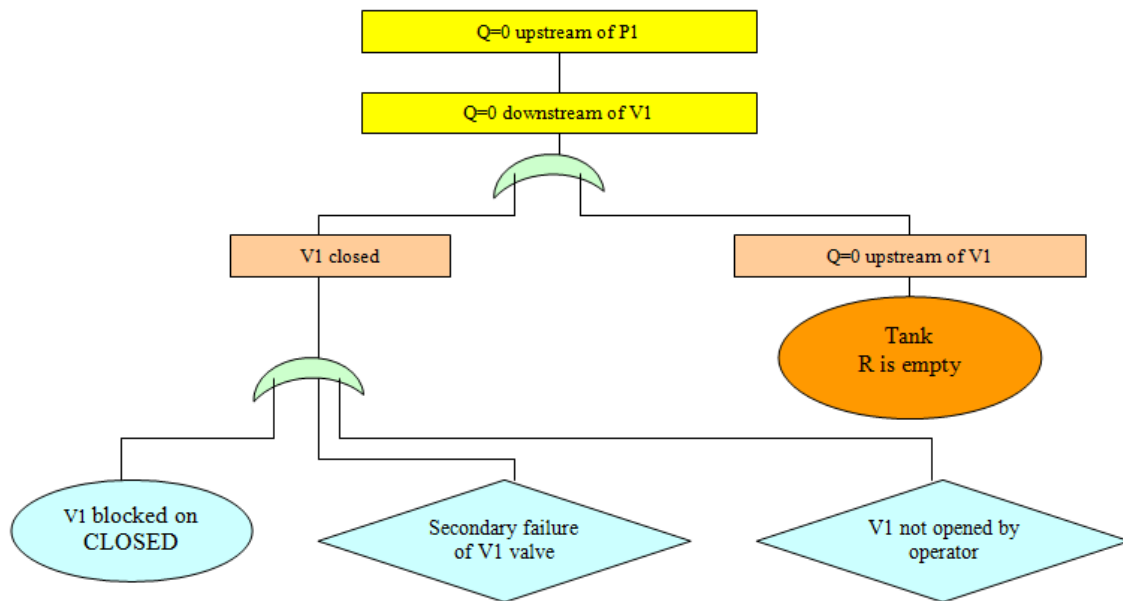 Q=0 upstream of P1
Q=0 downstream of V1
V1 closed
Q=0 upstream of V1
Tank
R is empty
V1 blocked on
CLOSED
Secondary failure
of V1 valve
V1 not opened by
operator